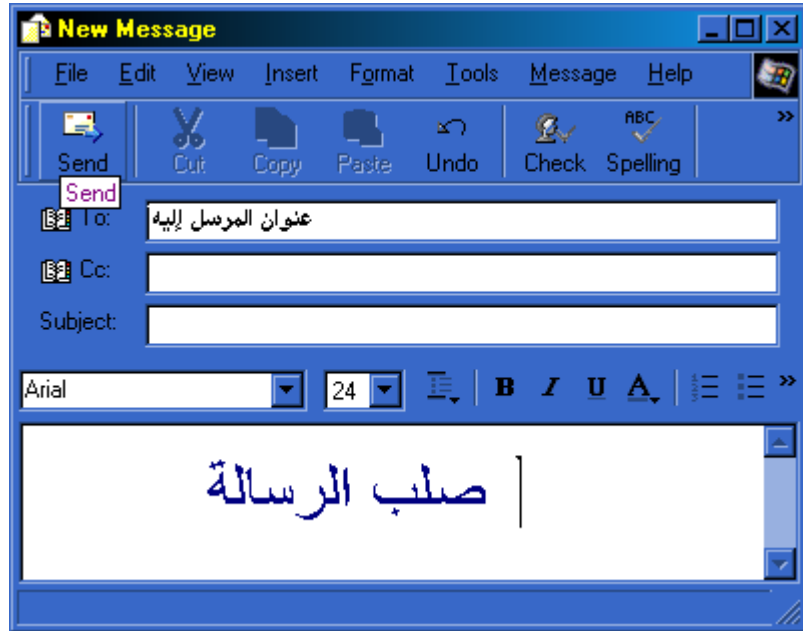 New Message
File Edit View Insert Format Tools Message Help
ABC
Send Cut Copy Paste Undo Check Spelling »
Send
To: عنوان المرسل إليه
Cc:
Subject:
Arial 24 B I U A »
صلب الرسالة